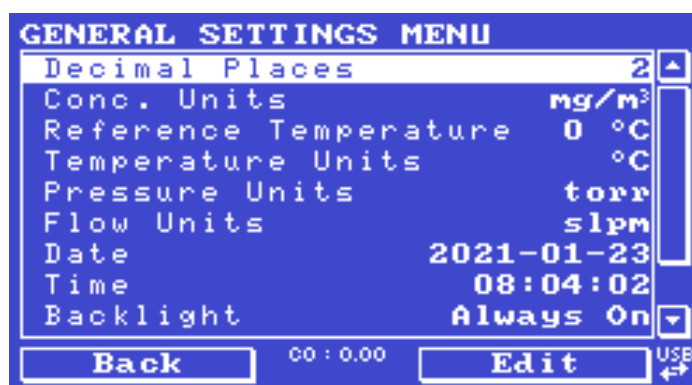 GENERAL SETTINGS MENU
Decimal Places 2
Conc. Units mg/m³
Reference Temperature 0 °C
Temperature Units °C
Pressure Units torr
Flow Units slpm
Date 2021-01-23
Time 08:04:02
Backlight Always On
Back CO:0.00 Edit USB